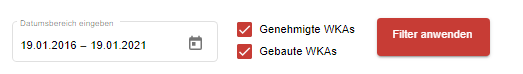 Datumsbereich eingeben
19.01.2016 – 19.01.2021
Genehmigte WKAs
Gebaute WKAs
Filter anwenden